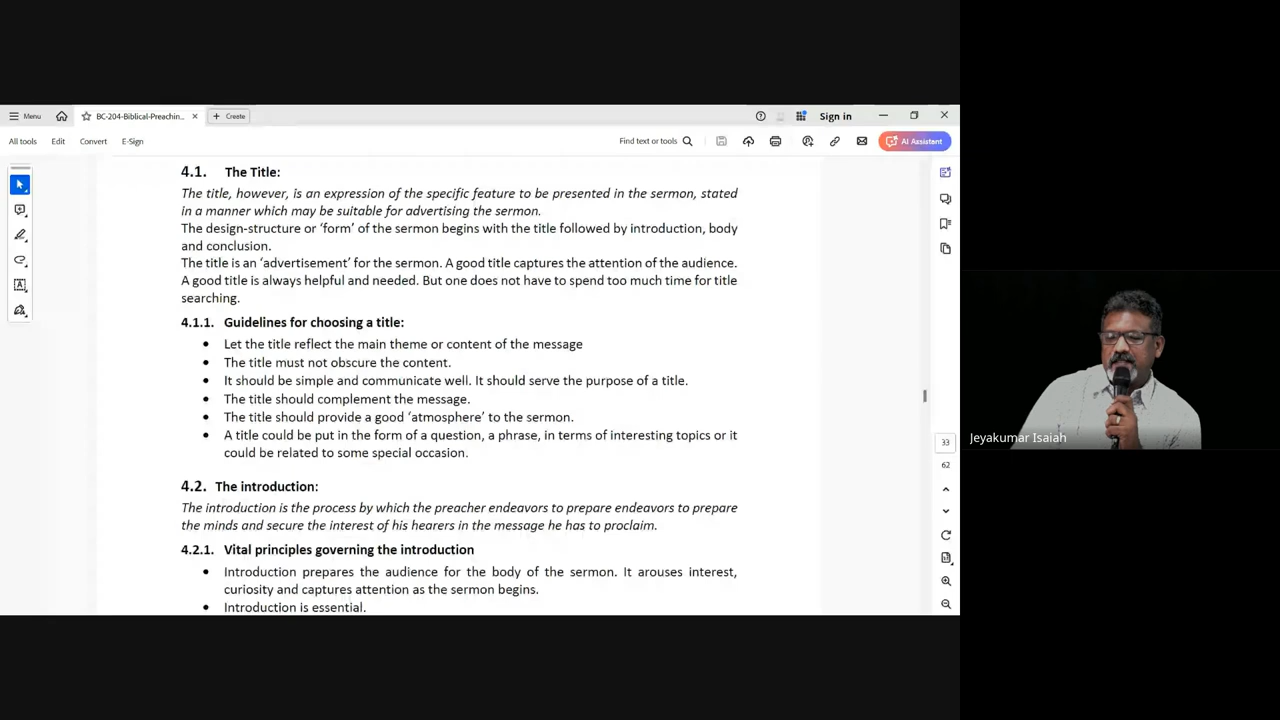 Menu
BC-204-Biblical-Preachin...
Create
Sign in
All tools Edit Convert E-Sign
Find text or tools
AI Assistant
4.1. The Title:
The title, however, is an expression of the specific feature to be presented in the sermon, stated
in a manner which may be suitable for advertising the sermon.
The design-structure or ‘form’ of the sermon begins with the title followed by introduction, body
and conclusion.
The title is an ‘advertisement’ for the sermon. A good title captures the attention of the audience.
A good title is always helpful and needed. But one does not have to spend too much time for title
searching.
4.1.1. Guidelines for choosing a title:
• Let the title reflect the main theme or content of the message
• The title must not obscure the content.
• It should be simple and communicate well. It should serve the purpose of a title.
• The title should complement the message.
• The title should provide a good ‘atmosphere’ to the sermon.
• A title could be put in the form of a question, a phrase, in terms of interesting topics or it
could be related to some special occasion.
4.2. The introduction:
The introduction is the process by which the preacher endeavors to prepare endeavors to prepare
the minds and secure the interest of his hearers in the message he has to proclaim.
4.2.1. Vital principles governing the introduction
• Introduction prepares the audience for the body of the sermon. It arouses interest,
curiosity and captures attention as the sermon begins.
• Introduction is essential.
33
62
Jeyakumar Isaiah